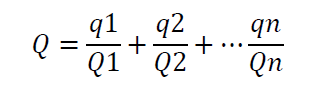 Q = q1/Q1 + q2/Q2 + ⋯ qn/Qn